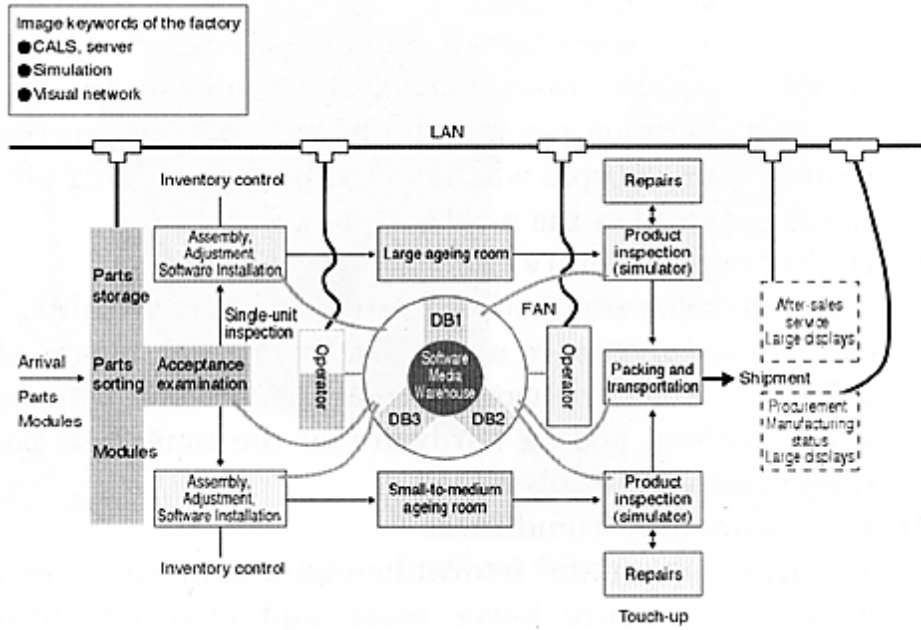 Image keywords of the factory
●CALS, server
●Simulation
●Visual network
LAN
Inventory control
Repairs
Assembly,
Adjustment,
Software Installation
Large ageing room
Product
inspection
(simulator)
Parts
storage
Single-unit
inspection
DB1
FAN
After-sales
service
Large displays
Arrival
Parts
Modules
Parts
sorting
Acceptance
examination
Operator
Software
Media
Warehouse
Operator
Packing and
transportation
Shipment
DB3
DB2
Procurement
Manufacturing
status
Large displays
Modules
Assembly,
Adjustment,
Software Installation
Small-to-medium
ageing room
Product
inspection
(simulator)
Inventory control
Repairs
Touch-up